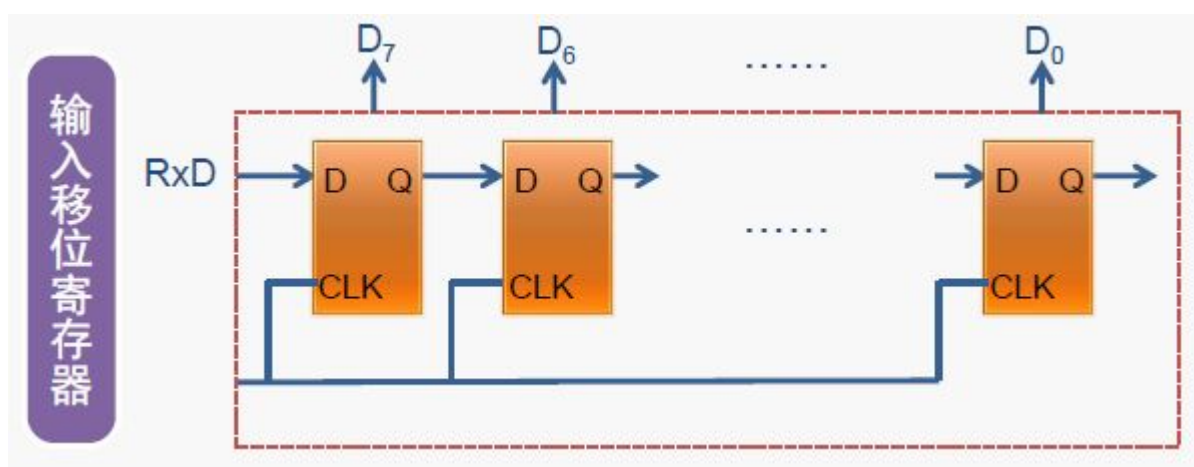 输入移位寄存器
D₇ D₆ ...... D₀
RxD D Q D Q D Q
......
CLK CLK CLK